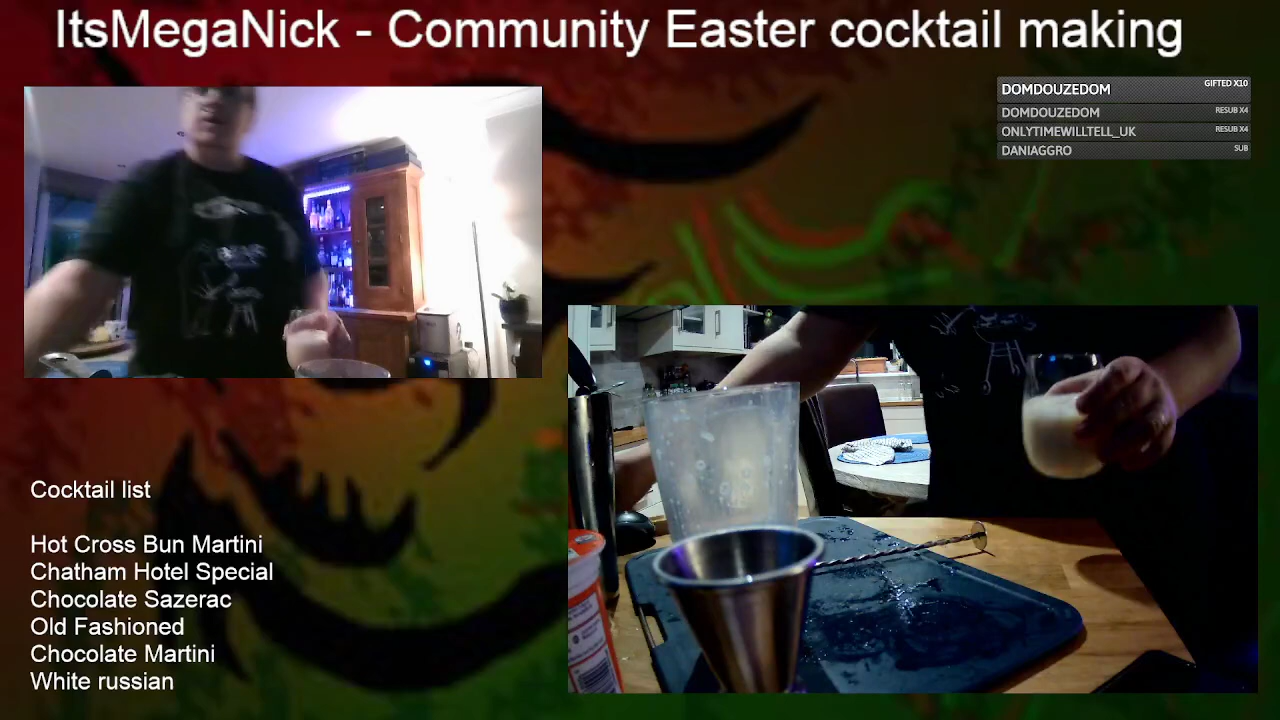 ItsMegaNick - Community Easter cocktail making
GIFTED X10
DOMDOUZEDOM
DOMDOUZEDOM RESUB X4
ONLYTIMEWILLTELL_UK RESUB X4
DANIAGGRO SUB
Cocktail list
Hot Cross Bun Martini
Chatham Hotel Special
Chocolate Sazerac
Old Fashioned
Chocolate Martini
White russian